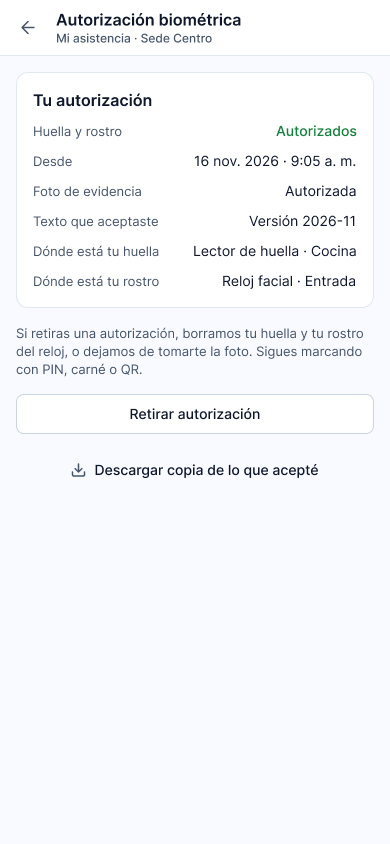 Autorización biométrica
Mi asistencia · Sede Centro
Tu autorización
Huella y rostro Autorizados
Desde 16 nov. 2026 · 9:05 a. m.
Foto de evidencia Autorizada
Texto que aceptaste Versión 2026-11
Dónde está tu huella Lector de huella · Cocina
Dónde está tu rostro Reloj facial · Entrada
Si retiras una autorización, borramos tu huella y tu rostro
del reloj, o dejamos de tomarte la foto. Sigues marcando
con PIN, carné o QR.
Retirar autorización
Descargar copia de lo que acepté